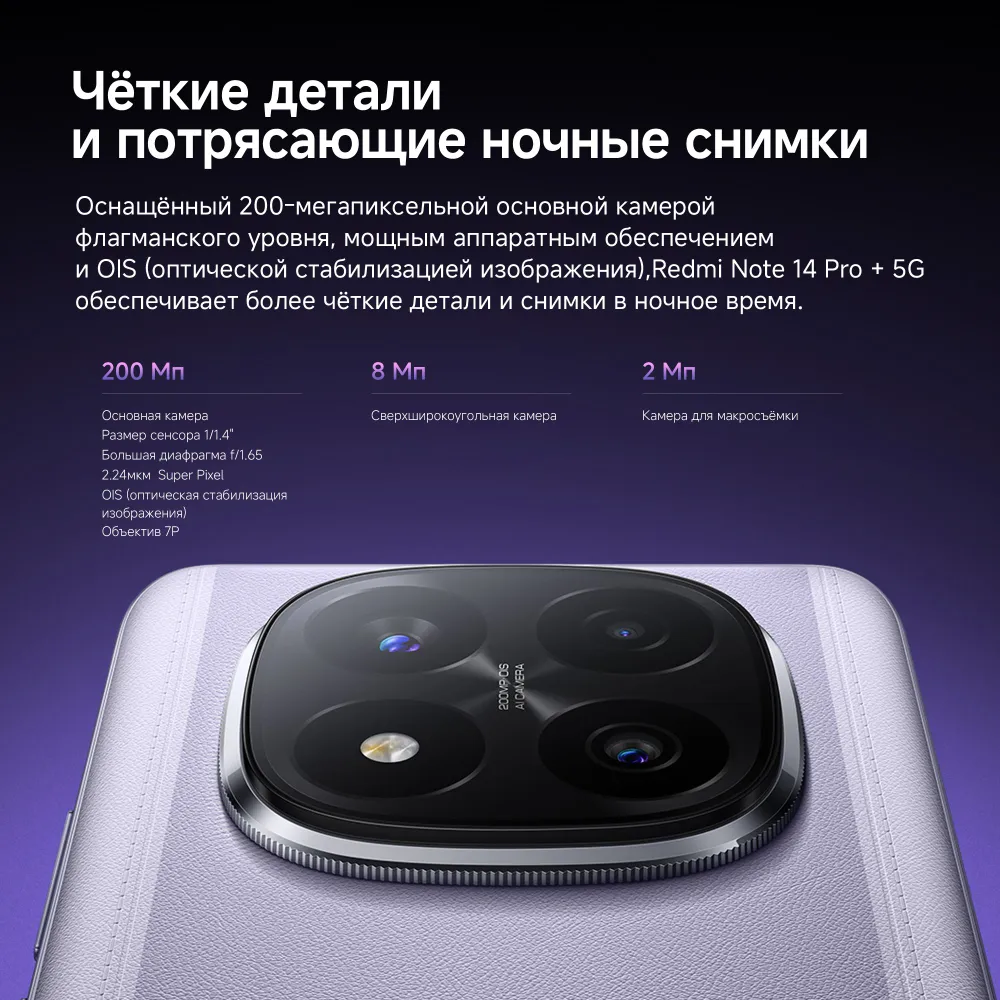 Чёткие детали
и потрясающие ночные снимки
Оснащённый 200-мегапиксельной основной камерой
флагманского уровня, мощным аппаратным обеспечением
и OIS (оптической стабилизацией изображения),Redmi Note 14 Pro + 5G
обеспечивает более чёткие детали и снимки в ночное время.
200 Мп
Основная камера
Размер сенсора 1/1.4"
Большая диафрагма f/1.65
2.24мкм Super Pixel
OIS (оптическая стабилизация
изображения)
Объектив 7P
8 Мп
Сверхширокоугольная камера
2 Мп
Камера для макросъёмки
200MP OIS
AI CAMERA